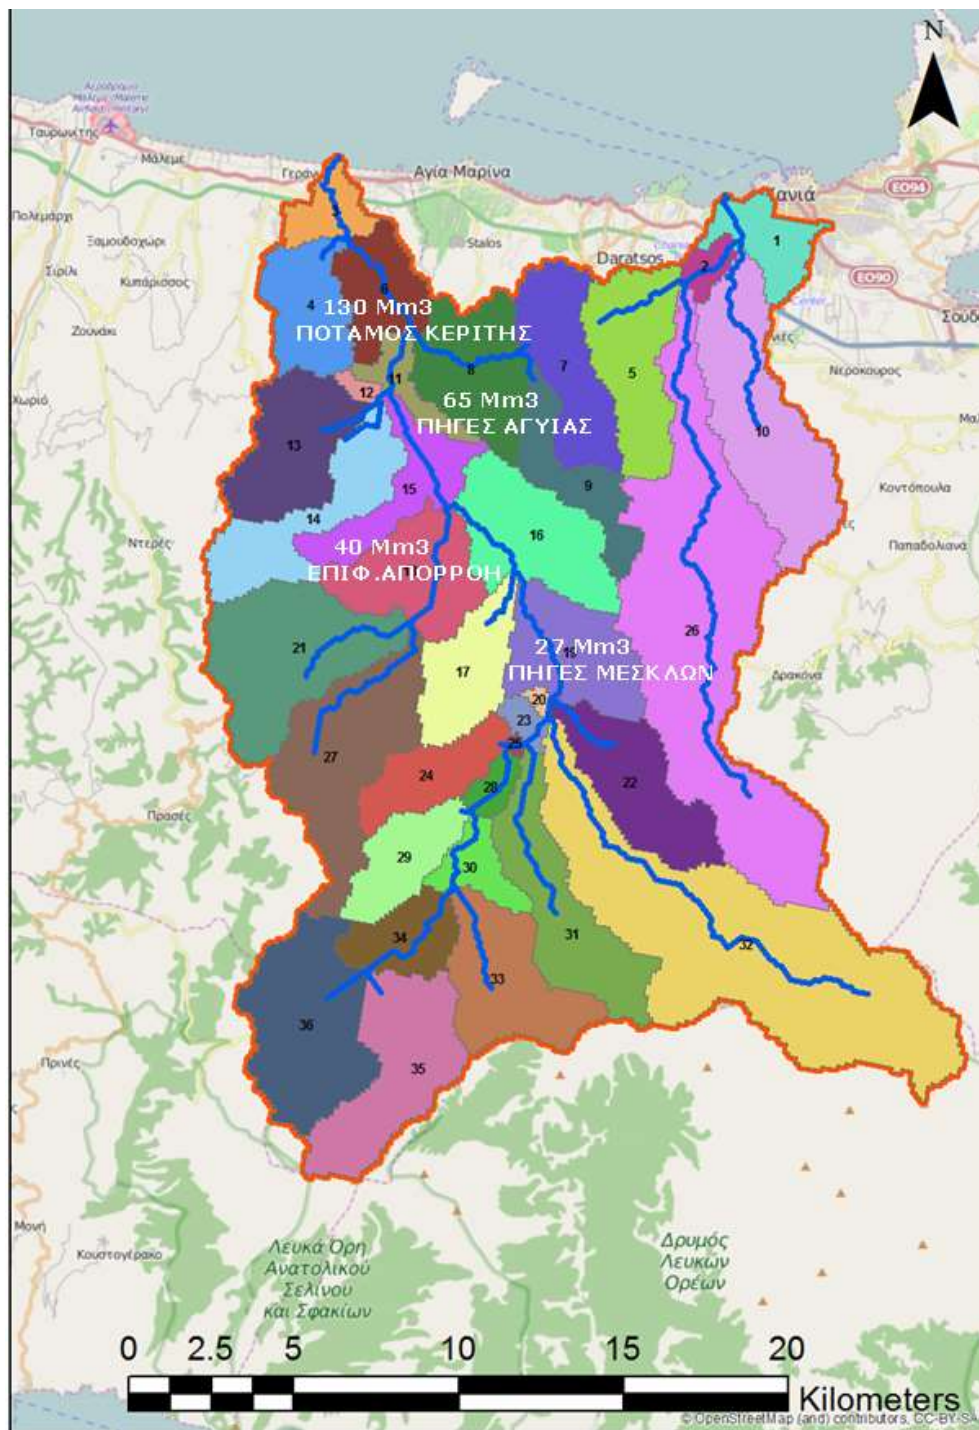 N
Αεροδρόμιο
Ταυρωνίτης
Μάλεμε
Γεράνι
Αγία·Μαρίνα
Χανιά
EO94
Πολεμάρχι
Ξαμουδοχώρι
Stalos
Daratsos
1
2
3
Σιρίλι
Κυπάρισσος
EO90
Center
Ζουνάκι
4
6
130 Mm3
ΠΟΤΑΜΟΣ ΚΕΡΙΤΗΣ
Νεροκουρος
8
7
5
11
12
65 Mm3
ΠΗΓΕΣ ΑΓΥΙΑΣ
10
13
9
Κοντόπουλα
15
14
16
Ντερές
Παπαδολιανά
40 Mm3
ΕΠΙΦ.ΑΠΟΡΡΟΗ
21
26
27 Mm3
19
ΠΗΓΕΣ ΜΕΣΚΛΩΝ
17
Δρακόνα
20
23
25
27
24
28
22
Πρασές
29
30
31
32
34
33
36
35
Πρινές
Μονή
Κουστογέρακο
Λευκά Όρη
Ανατολικού
Σελίνου
και Σφακίων
Δρυμός
Λευκών
Ορέων
0 2.5 5 10 15 20
Kilometers
© OpenStreetMap (and) contributors, CC-BY-SA